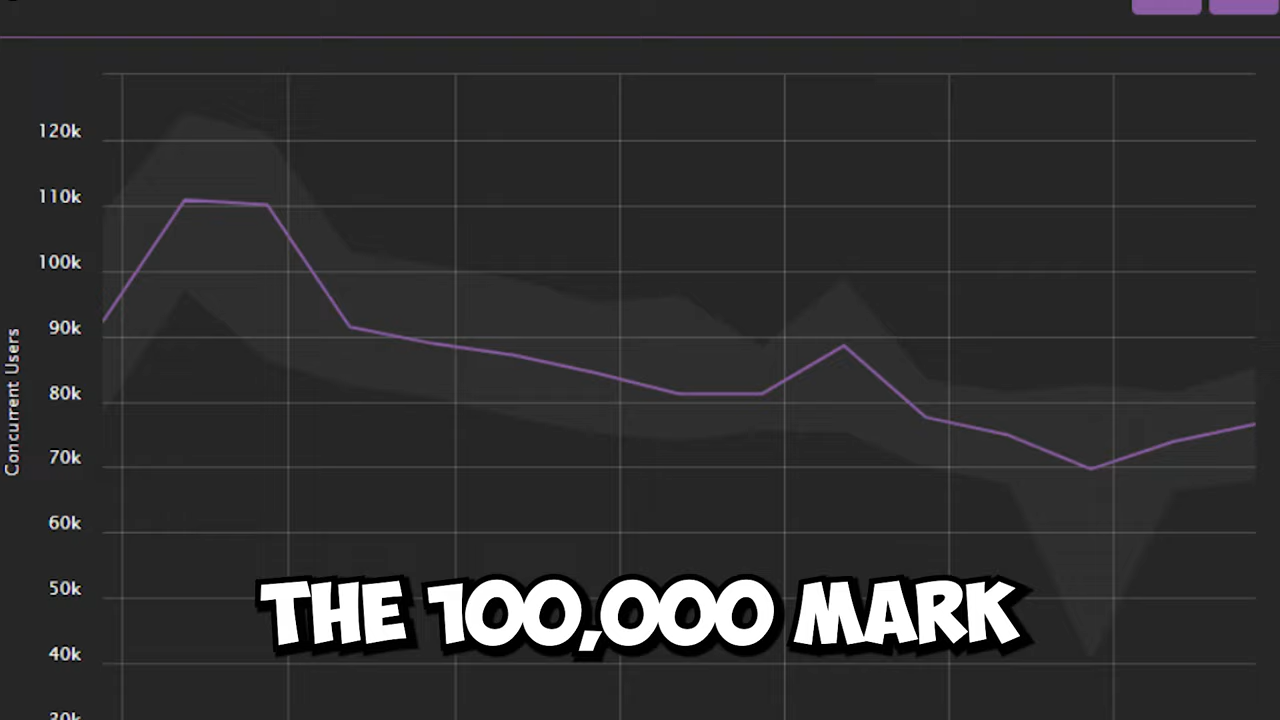 120k
110k
100k
90k
80k
70k
60k
50k
40k
Concurrent Users
THE 100,000 MARK